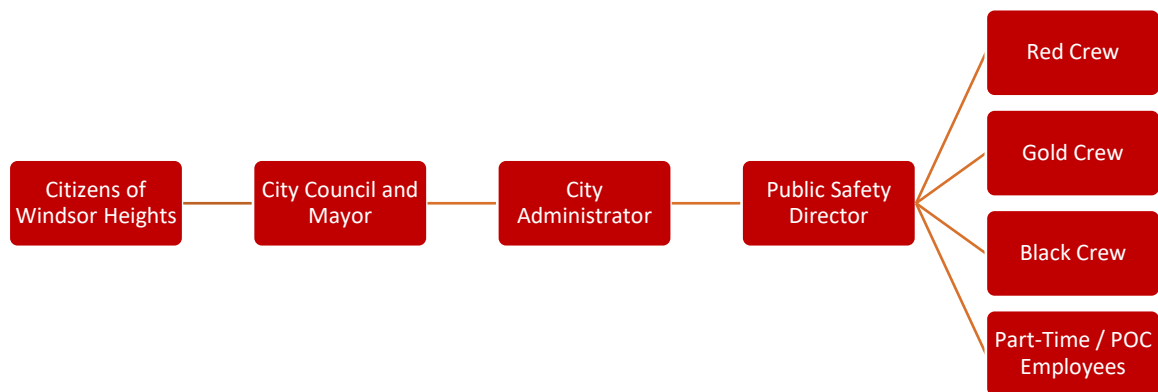 Citizens of
Windsor Heights
City Council and
Mayor
City
Administrator
Public Safety
Director
Red Crew
Gold Crew
Black Crew
Part-Time / POC
Employees